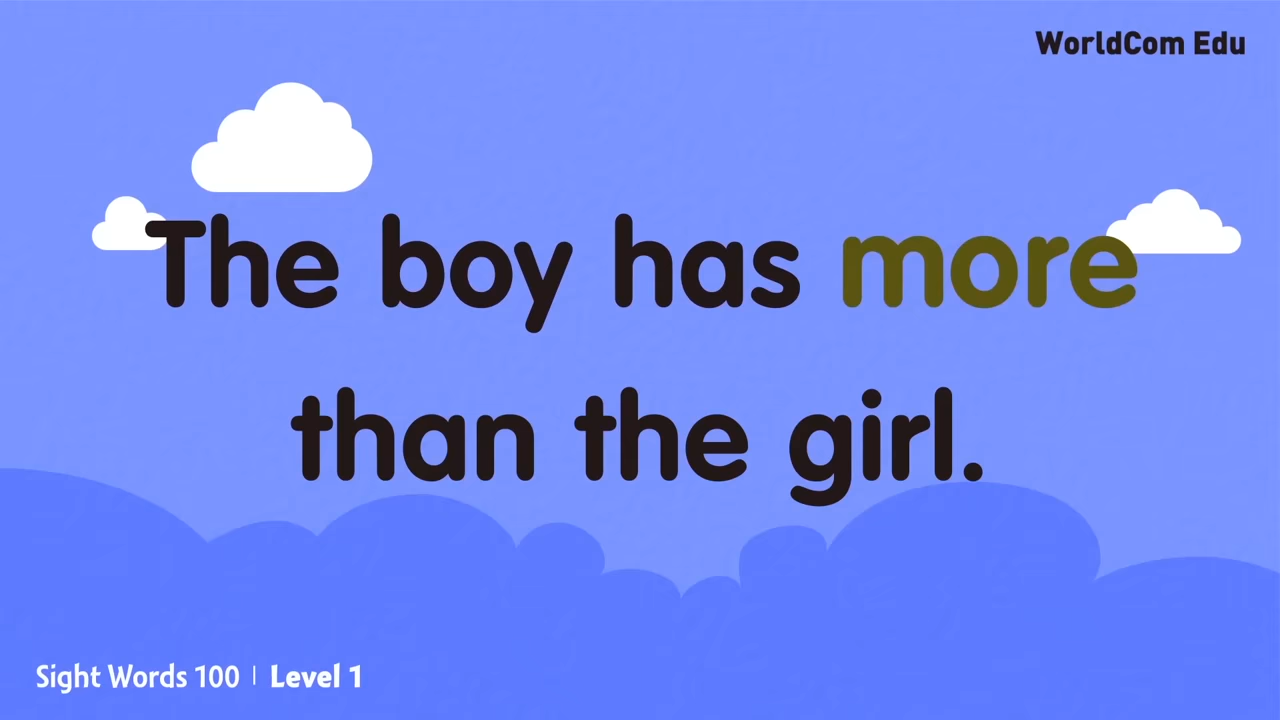 WorldCom Edu
The boy has more
than the girl.
Sight Words 100 | Level 1